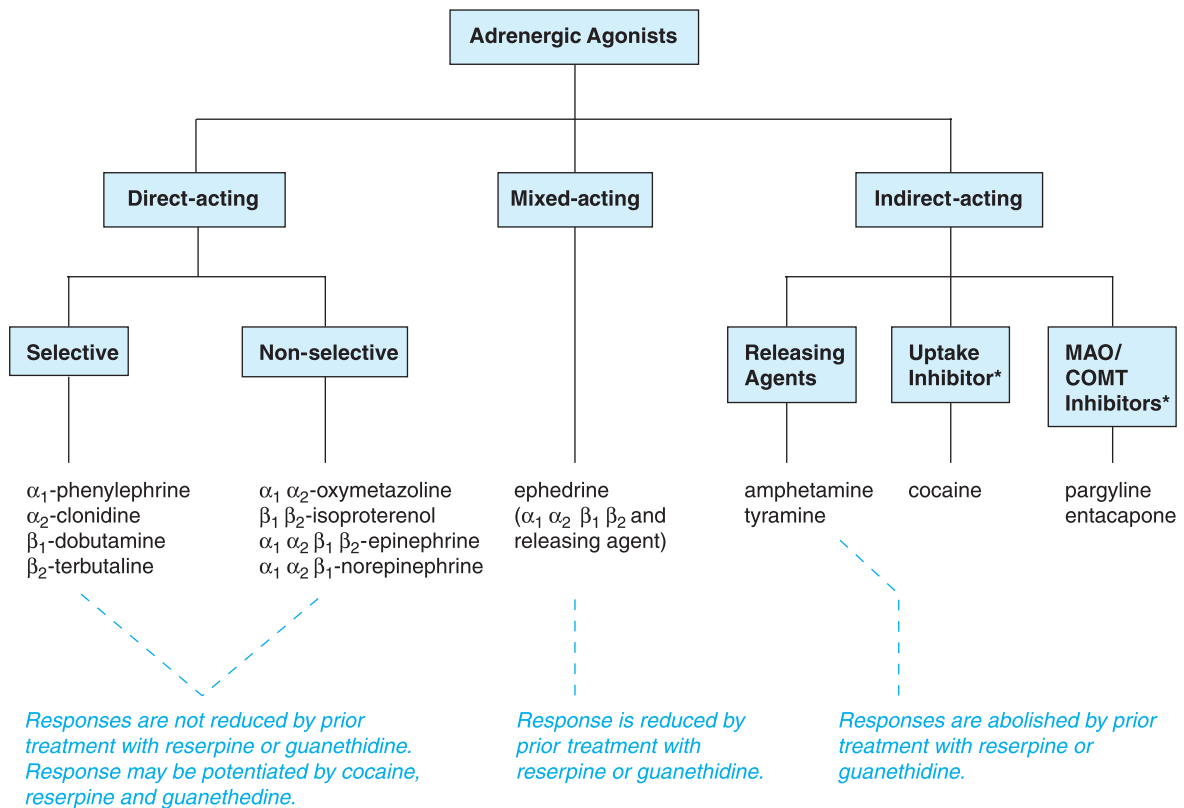 Adrenergic Agonists
Direct-acting
Mixed-acting
Indirect-acting
Selective
Non-selective
Releasing
Agents
Uptake
Inhibitor*
MAO/
COMT
Inhibitors*
α₁-phenylephrine
α₂-clonidine
β₁-dobutamine
β₂-terbutaline
α₁ α₂-oxymetazoline
β₁ β₂-isoproterenol
α₁ α₂ β₁ β₂-epinephrine
α₁ α₂ β₁-norepinephrine
ephedrine
(α₁ α₂ β₁ β₂ and
releasing agent)
amphetamine
tyramine
cocaine
pargyline
entacapone
Responses are not reduced by prior
treatment with reserpine or guanethidine.
Response may be potentiated by cocaine,
reserpine and guanethedine.
Response is reduced by
prior treatment with
reserpine or guanethidine.
Responses are abolished by prior
treatment with reserpine or
guanethidine.